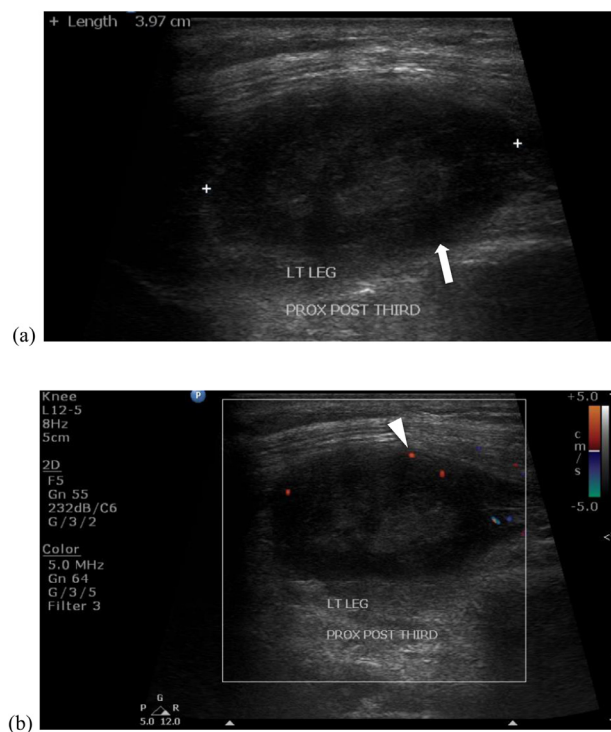 + Length 3.97 cm
LT LEG
PROX POST THIRD
(a)
Knee
L12-5
8Hz
5cm
2D
F5
Gn 55
232dB/C6
G/3/2
Color
5.0 MHz
Gn 64
G/3/5
Filter 3
P
+5.0
c
m
/
s
-5.0
<
LT LEG
PROX POST THIRD
G
P R
5.0 12.0
(b)